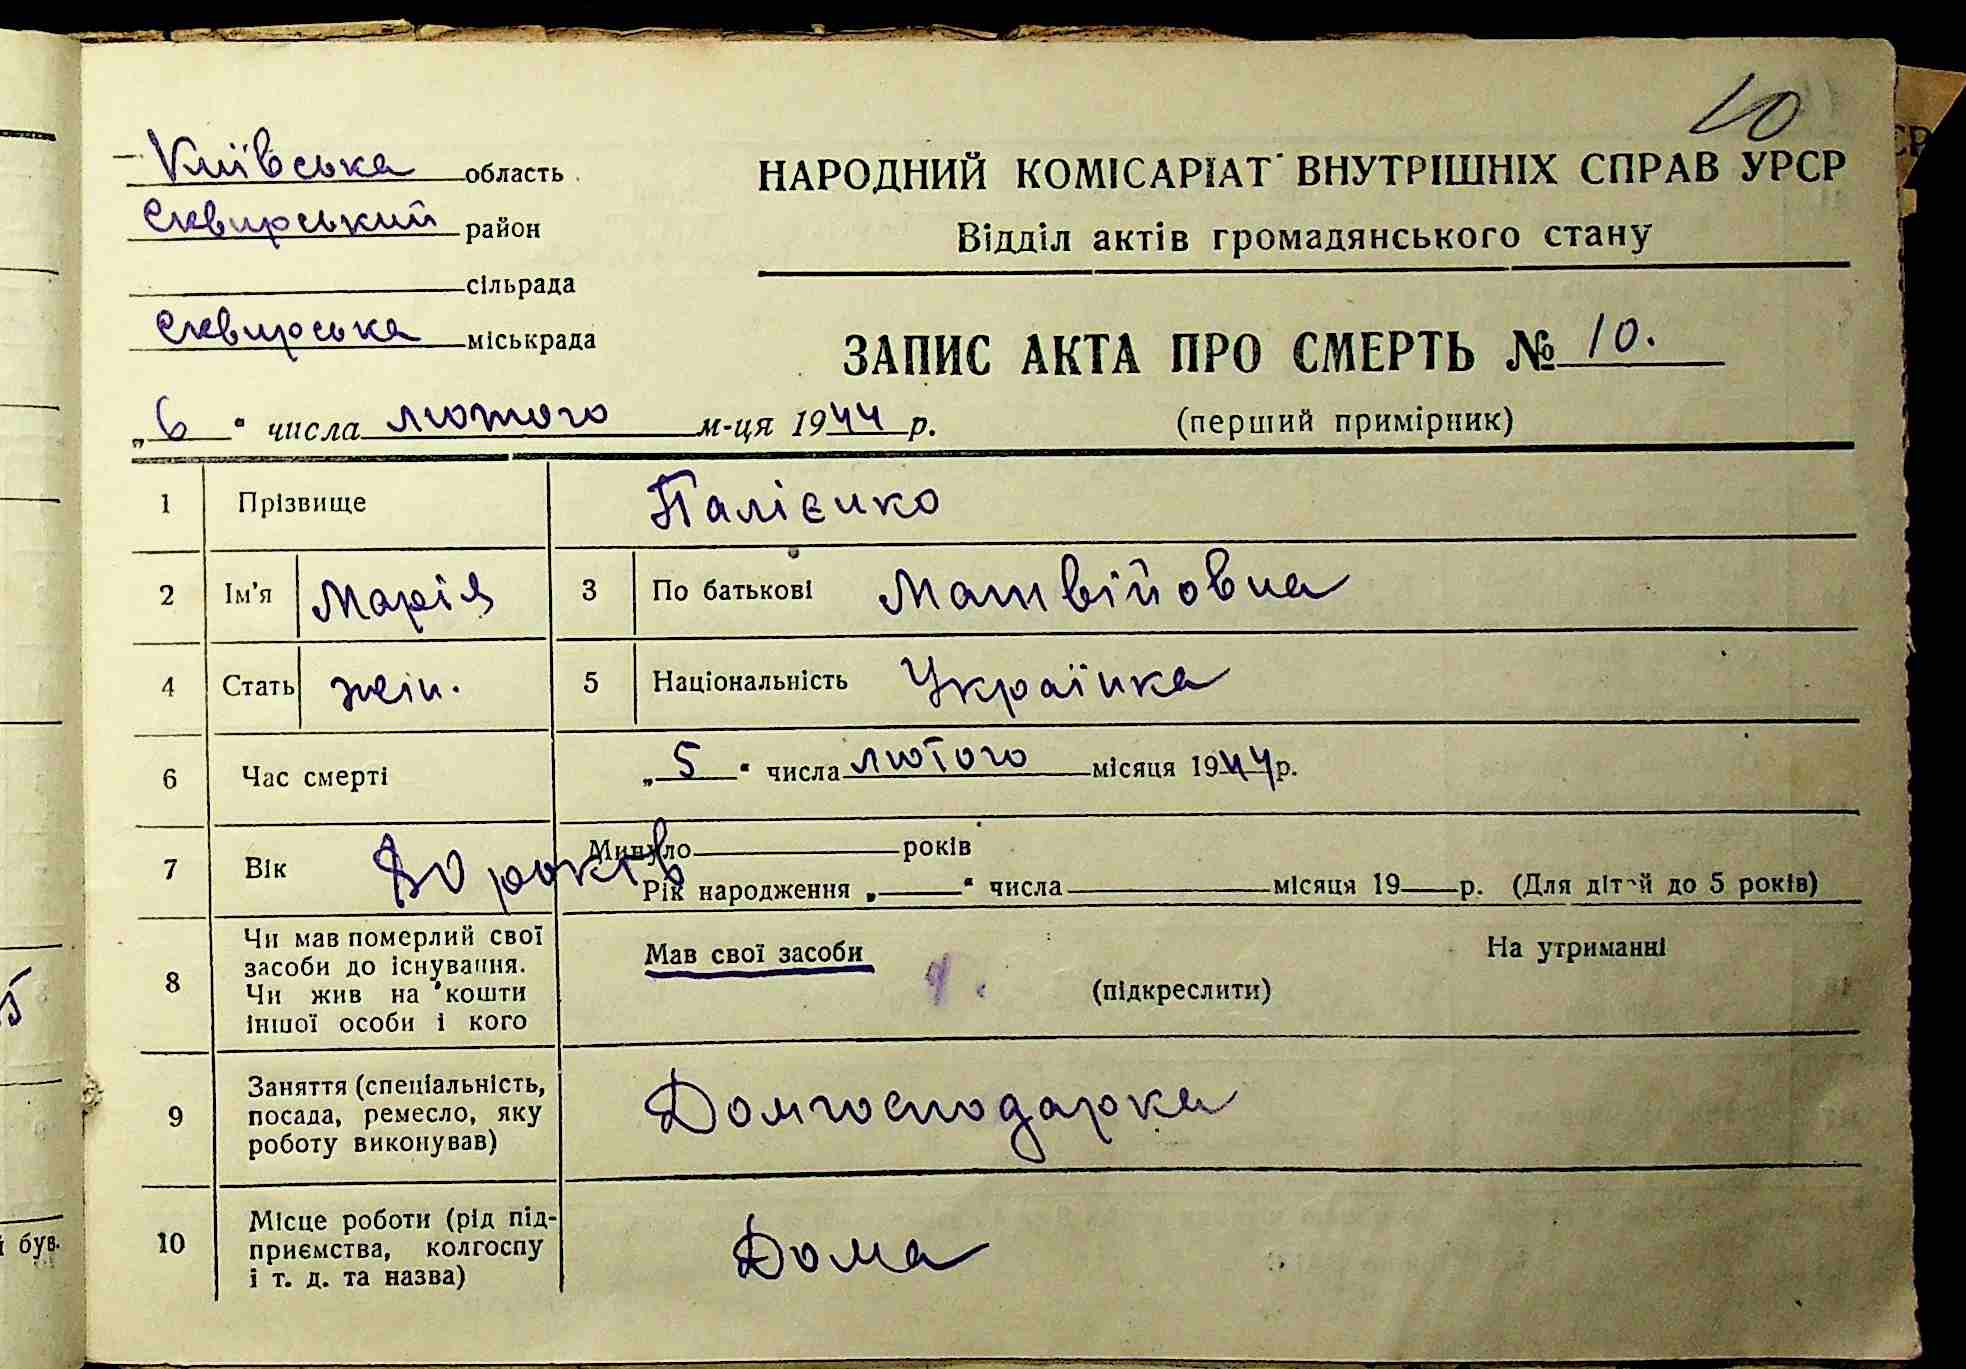 10
Київська область
Сквирський район
сільрада
Сквирська міськрада
НАРОДНИЙ КОМІСАРІАТ ВНУТРІШНІХ СПРАВ УРСР
Відділ актів громадянського стану
ЗАПИС АКТА ПРО СМЕРТЬ № 10.
(перший примірник)
„6“ числа лютого м-ця 1944 р.
1 Прізвище Палієнко
2 Ім'я Марія 3 По батькові Матвійовна
4 Стать жін. 5 Національність Українка
6 Час смерті „5“ числа лютого місяця 1944 р.
7 Вік 80 років Минуло років
Рік народження „ “ числа місяця 19 р. (Для дітей до 5 років)
8 Чи мав померлий свої
засоби до існування.
Чи жив на кошти
іншої особи і кого
Мав свої засоби На утриманні
(підкреслити)
9 Заняття (спеціальність,
посада, ремесло, яку
роботу виконував)
Домгосподарка
10 Місце роботи (рід під-
приємства, колгоспу
і т. д. та назва)
Дома
був.